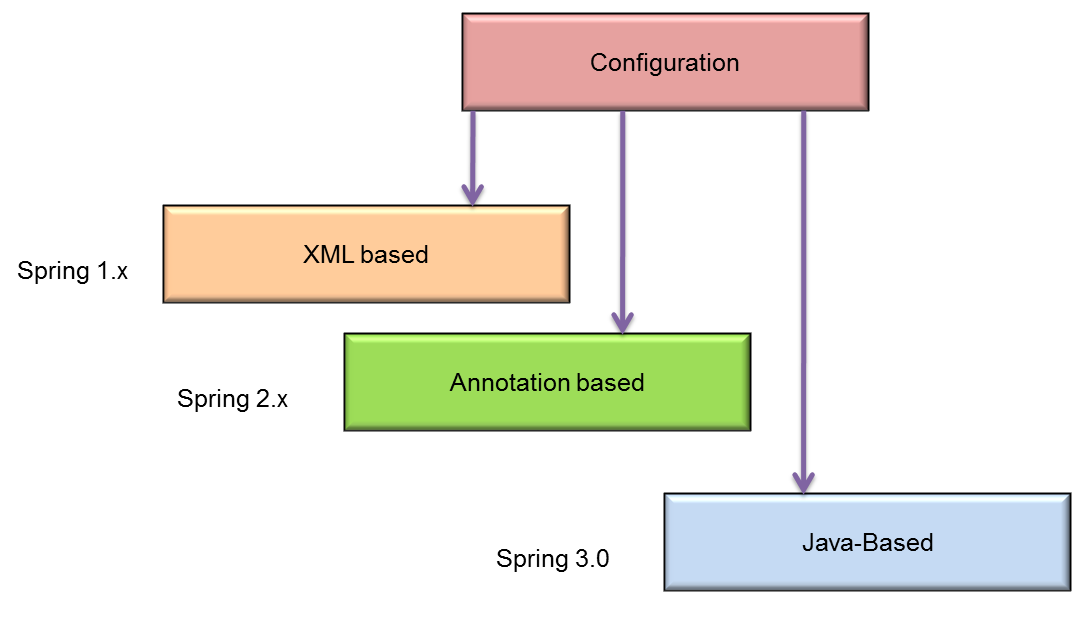 Configuration
XML based
Spring 1.x
Annotation based
Spring 2.x
Java-Based
Spring 3.0